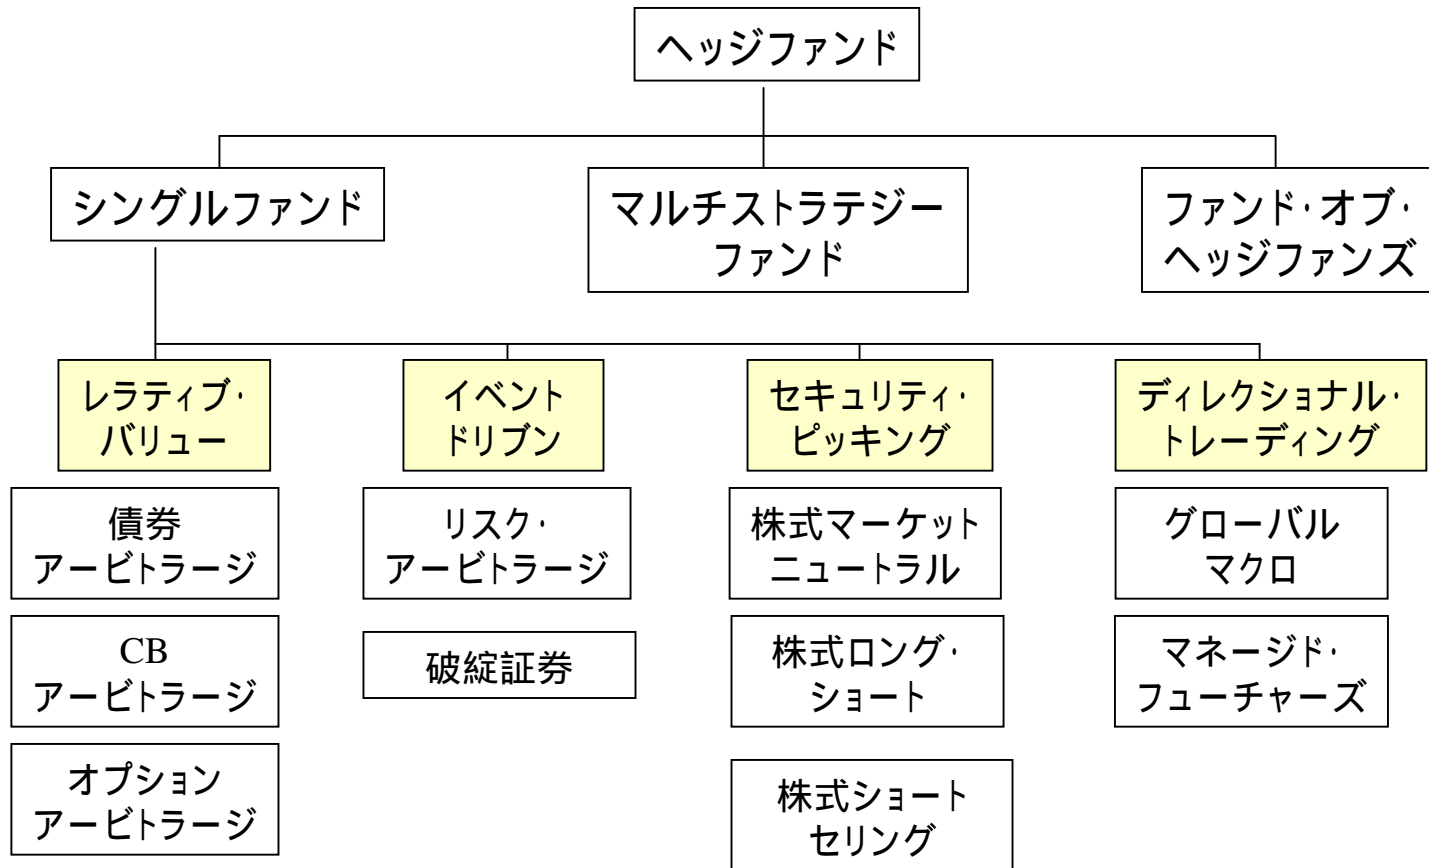 ヘッジファンド
シングルファンド
マルチストラテジー
ファンド
ファンド・オブ・
ヘッジファンズ
レラティブ・
バリュー
イベント
ドリブン
セキュリティ・
ピッキング
ディレクショナル・
トレーディング
債券
アービトラージ
リスク・
アービトラージ
株式マーケット
ニュートラル
グローバル
マクロ
CB
アービトラージ
破綻証券
株式ロング・
ショート
マネージド・
フューチャーズ
オプション
アービトラージ
株式ショート
セリング